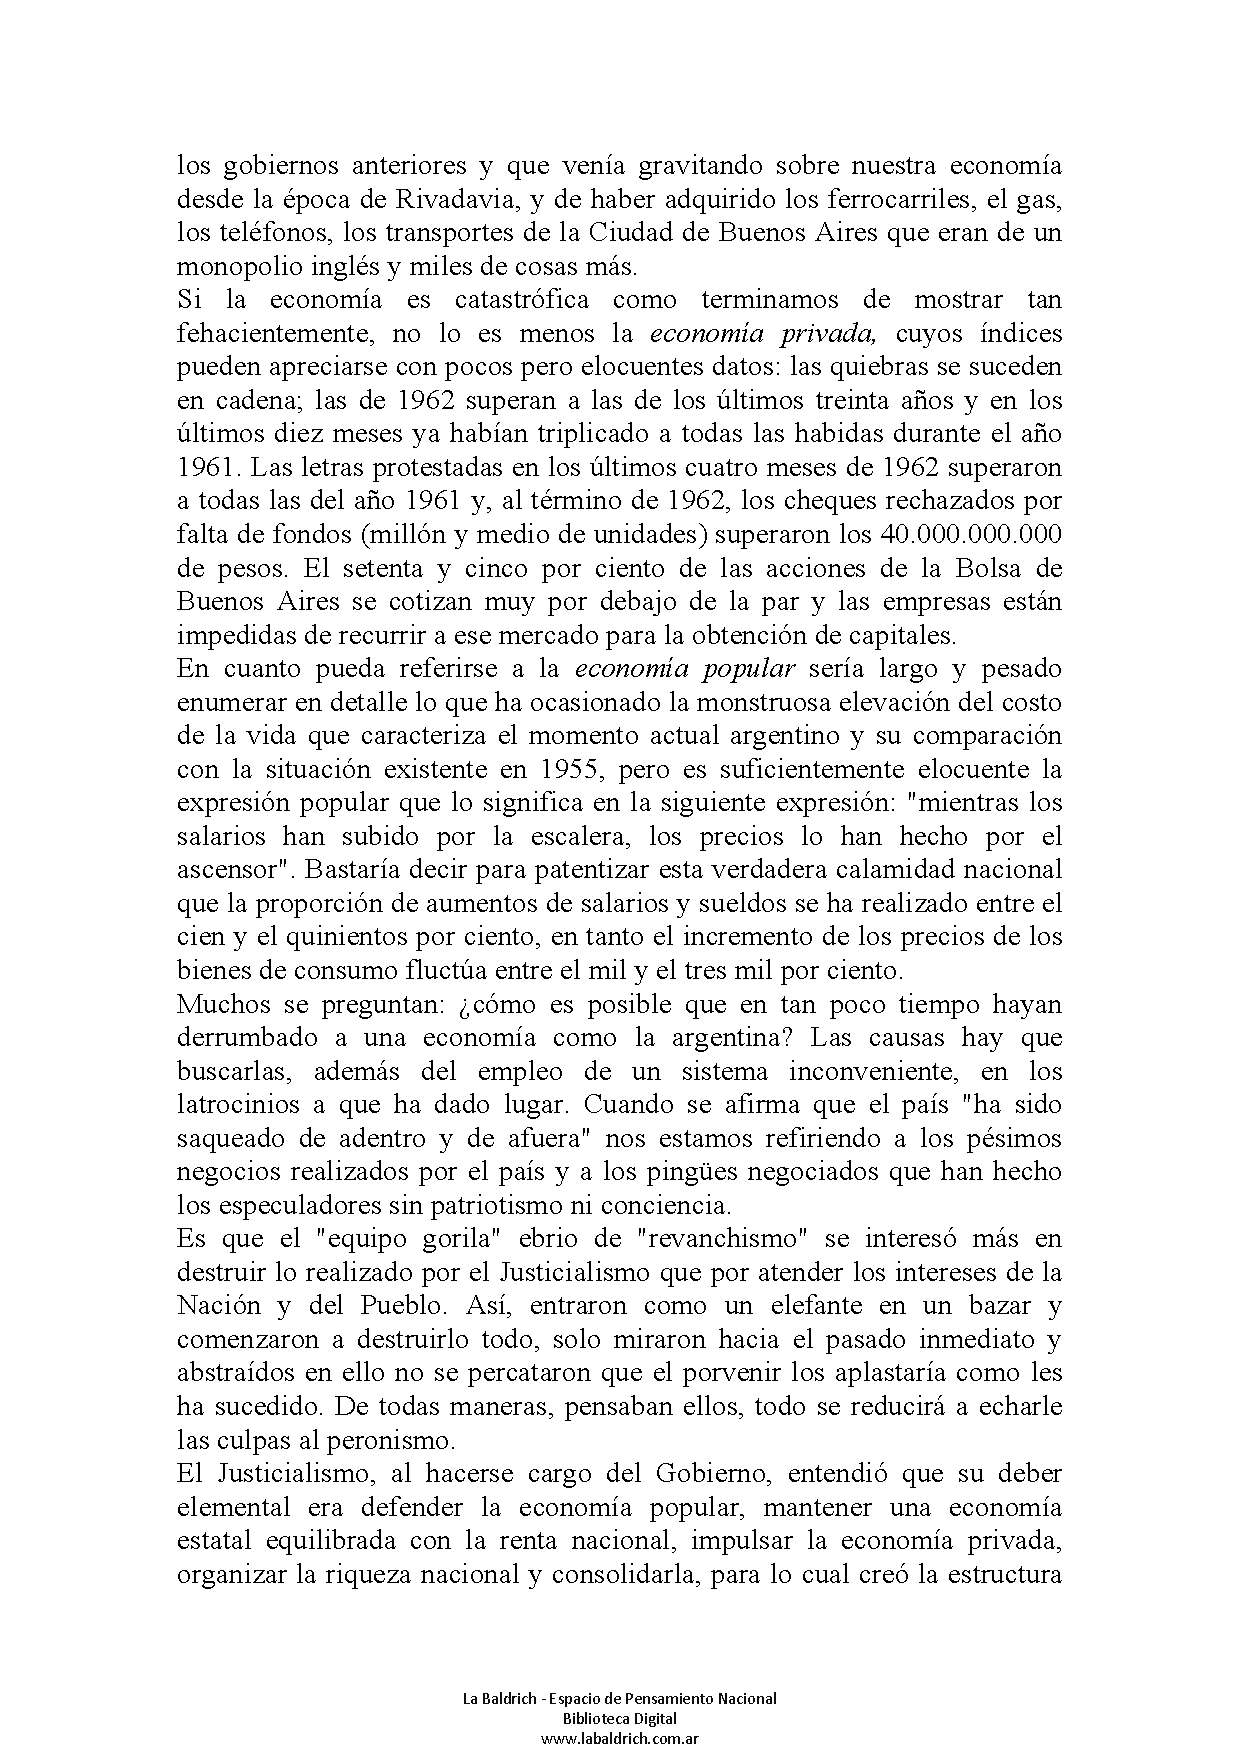 los gobiernos anteriores y que venía gravitando sobre nuestra economía
desde la época de Rivadavia, y de haber adquirido los ferrocarriles, el gas,
los teléfonos, los transportes de la Ciudad de Buenos Aires que eran de un
monopolio inglés y miles de cosas más.
Si la economía es catastrófica como terminamos de mostrar tan
fehacientemente, no lo es menos la economía privada, cuyos índices
pueden apreciarse con pocos pero elocuentes datos: las quiebras se suceden
en cadena; las de 1962 superan a las de los últimos treinta años y en los
últimos diez meses ya habían triplicado a todas las habidas durante el año
1961. Las letras protestadas en los últimos cuatro meses de 1962 superaron
a todas las del año 1961 y, al término de 1962, los cheques rechazados por
falta de fondos (millón y medio de unidades) superaron los 40.000.000.000
de pesos. El setenta y cinco por ciento de las acciones de la Bolsa de
Buenos Aires se cotizan muy por debajo de la par y las empresas están
impedidas de recurrir a ese mercado para la obtención de capitales.
En cuanto pueda referirse a la economía popular sería largo y pesado
enumerar en detalle lo que ha ocasionado la monstruosa elevación del costo
de la vida que caracteriza el momento actual argentino y su comparación
con la situación existente en 1955, pero es suficientemente elocuente la
expresión popular que lo significa en la siguiente expresión: "mientras los
salarios han subido por la escalera, los precios lo han hecho por el
ascensor". Bastaría decir para patentizar esta verdadera calamidad nacional
que la proporción de aumentos de salarios y sueldos se ha realizado entre el
cien y el quinientos por ciento, en tanto el incremento de los precios de los
bienes de consumo fluctúa entre el mil y el tres mil por ciento.
Muchos se preguntan: ¿cómo es posible que en tan poco tiempo hayan
derrumbado a una economía como la argentina? Las causas hay que
buscarlas, además del empleo de un sistema inconveniente, en los
latrocinios a que ha dado lugar. Cuando se afirma que el país "ha sido
saqueado de adentro y de afuera" nos estamos refiriendo a los pésimos
negocios realizados por el país y a los pingües negociados que han hecho
los especuladores sin patriotismo ni conciencia.
Es que el "equipo gorila" ebrio de "revanchismo" se interesó más en
destruir lo realizado por el Justicialismo que por atender los intereses de la
Nación y del Pueblo. Así, entraron como un elefante en un bazar y
comenzaron a destruirlo todo, solo miraron hacia el pasado inmediato y
abstraídos en ello no se percataron que el porvenir los aplastaría como les
ha sucedido. De todas maneras, pensaban ellos, todo se reducirá a echarle
las culpas al peronismo.
El Justicialismo, al hacerse cargo del Gobierno, entendió que su deber
elemental era defender la economía popular, mantener una economía
estatal equilibrada con la renta nacional, impulsar la economía privada,
organizar la riqueza nacional y consolidarla, para lo cual creó la estructura
La Baldrich - Espacio de Pensamiento Nacional
Biblioteca Digital
www.labaldrich.com.ar